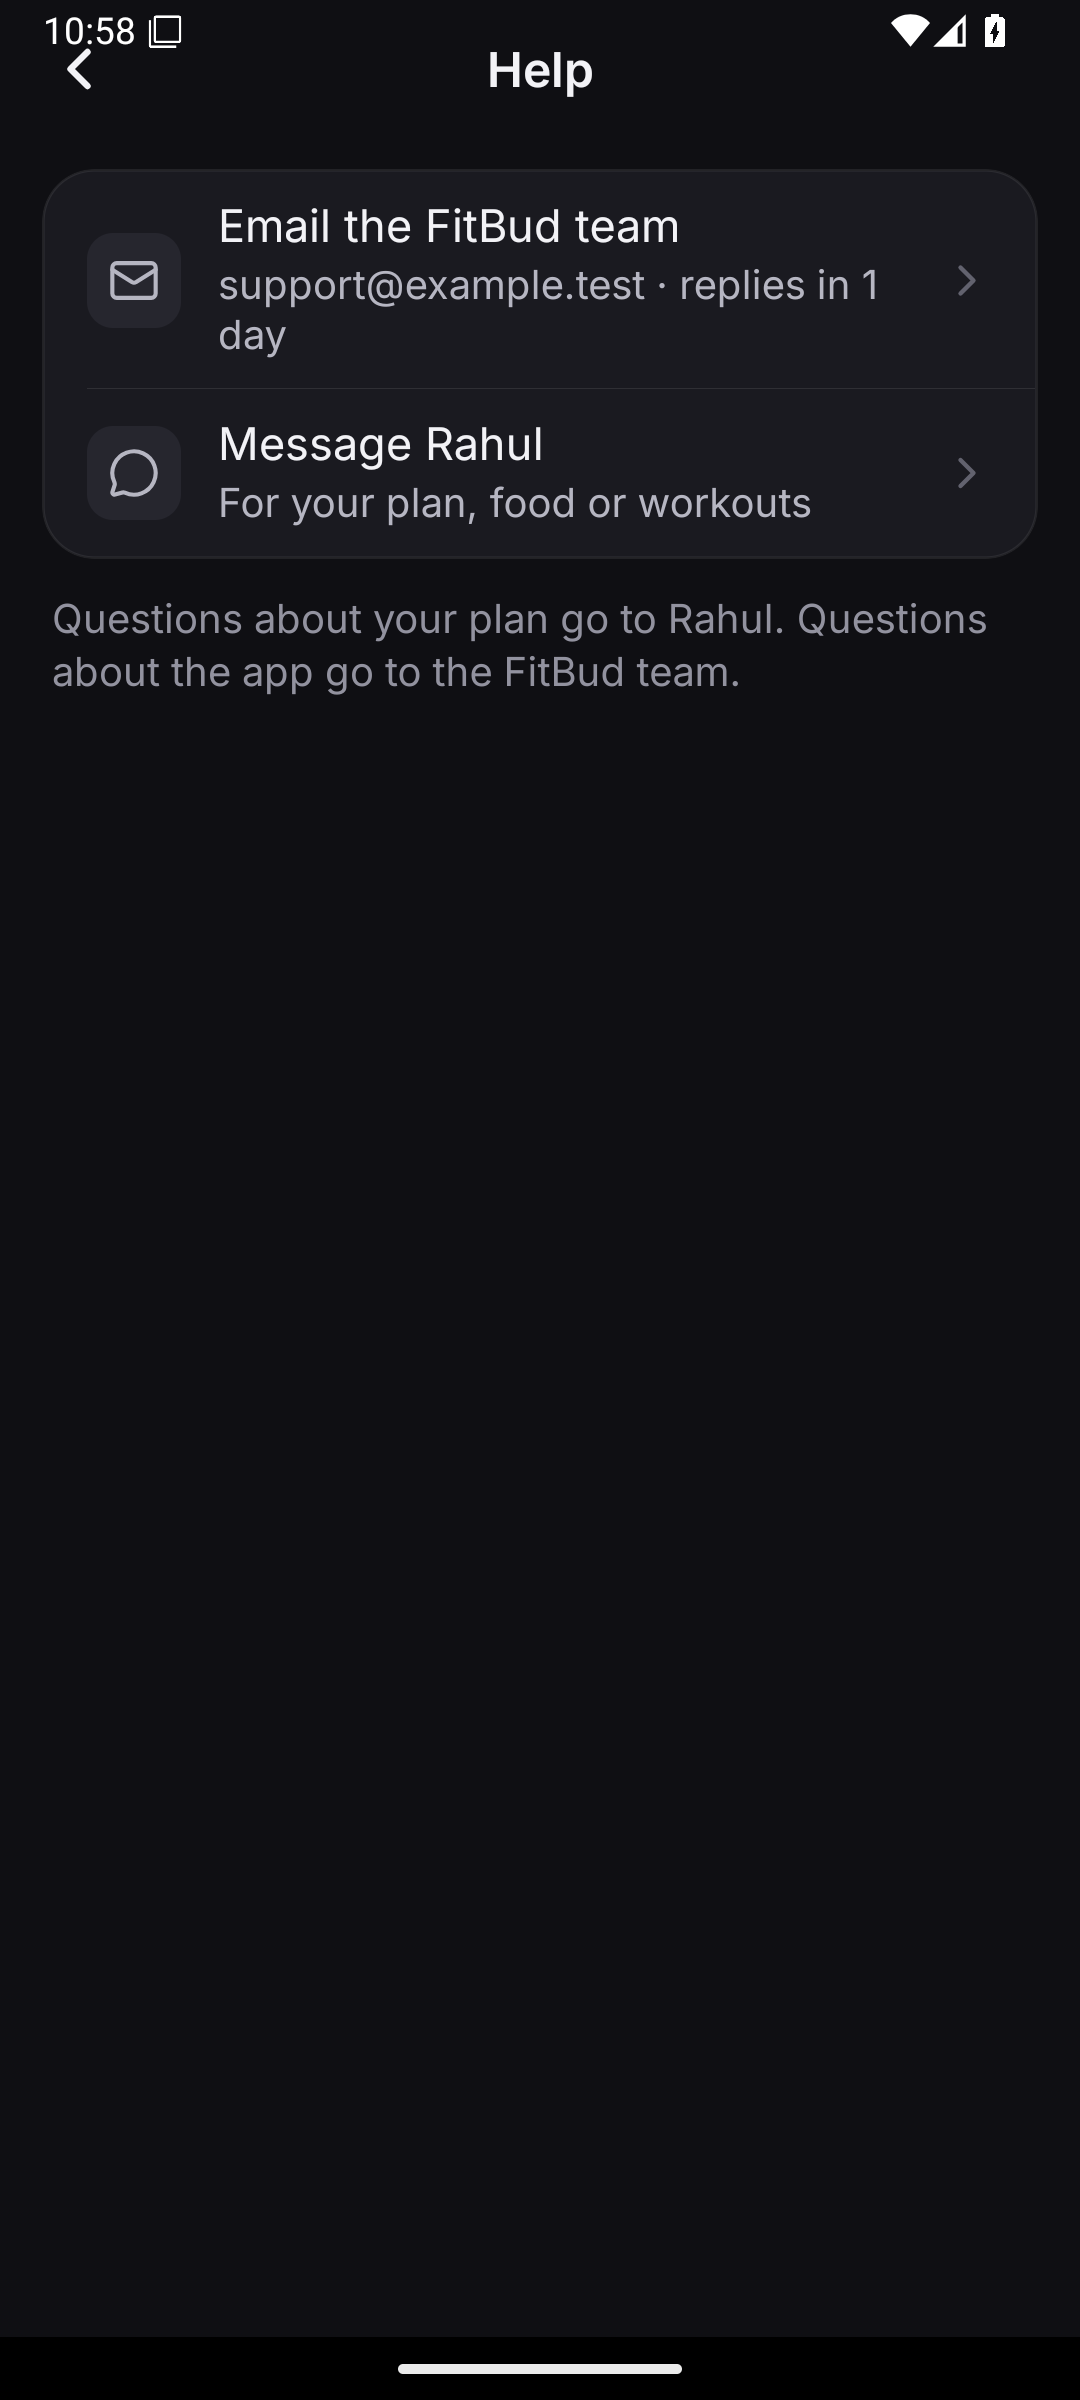 10:58
Help
Email the FitBud team
support@example.test · replies in 1
day
Message Rahul
For your plan, food or workouts
Questions about your plan go to Rahul. Questions
about the app go to the FitBud team.